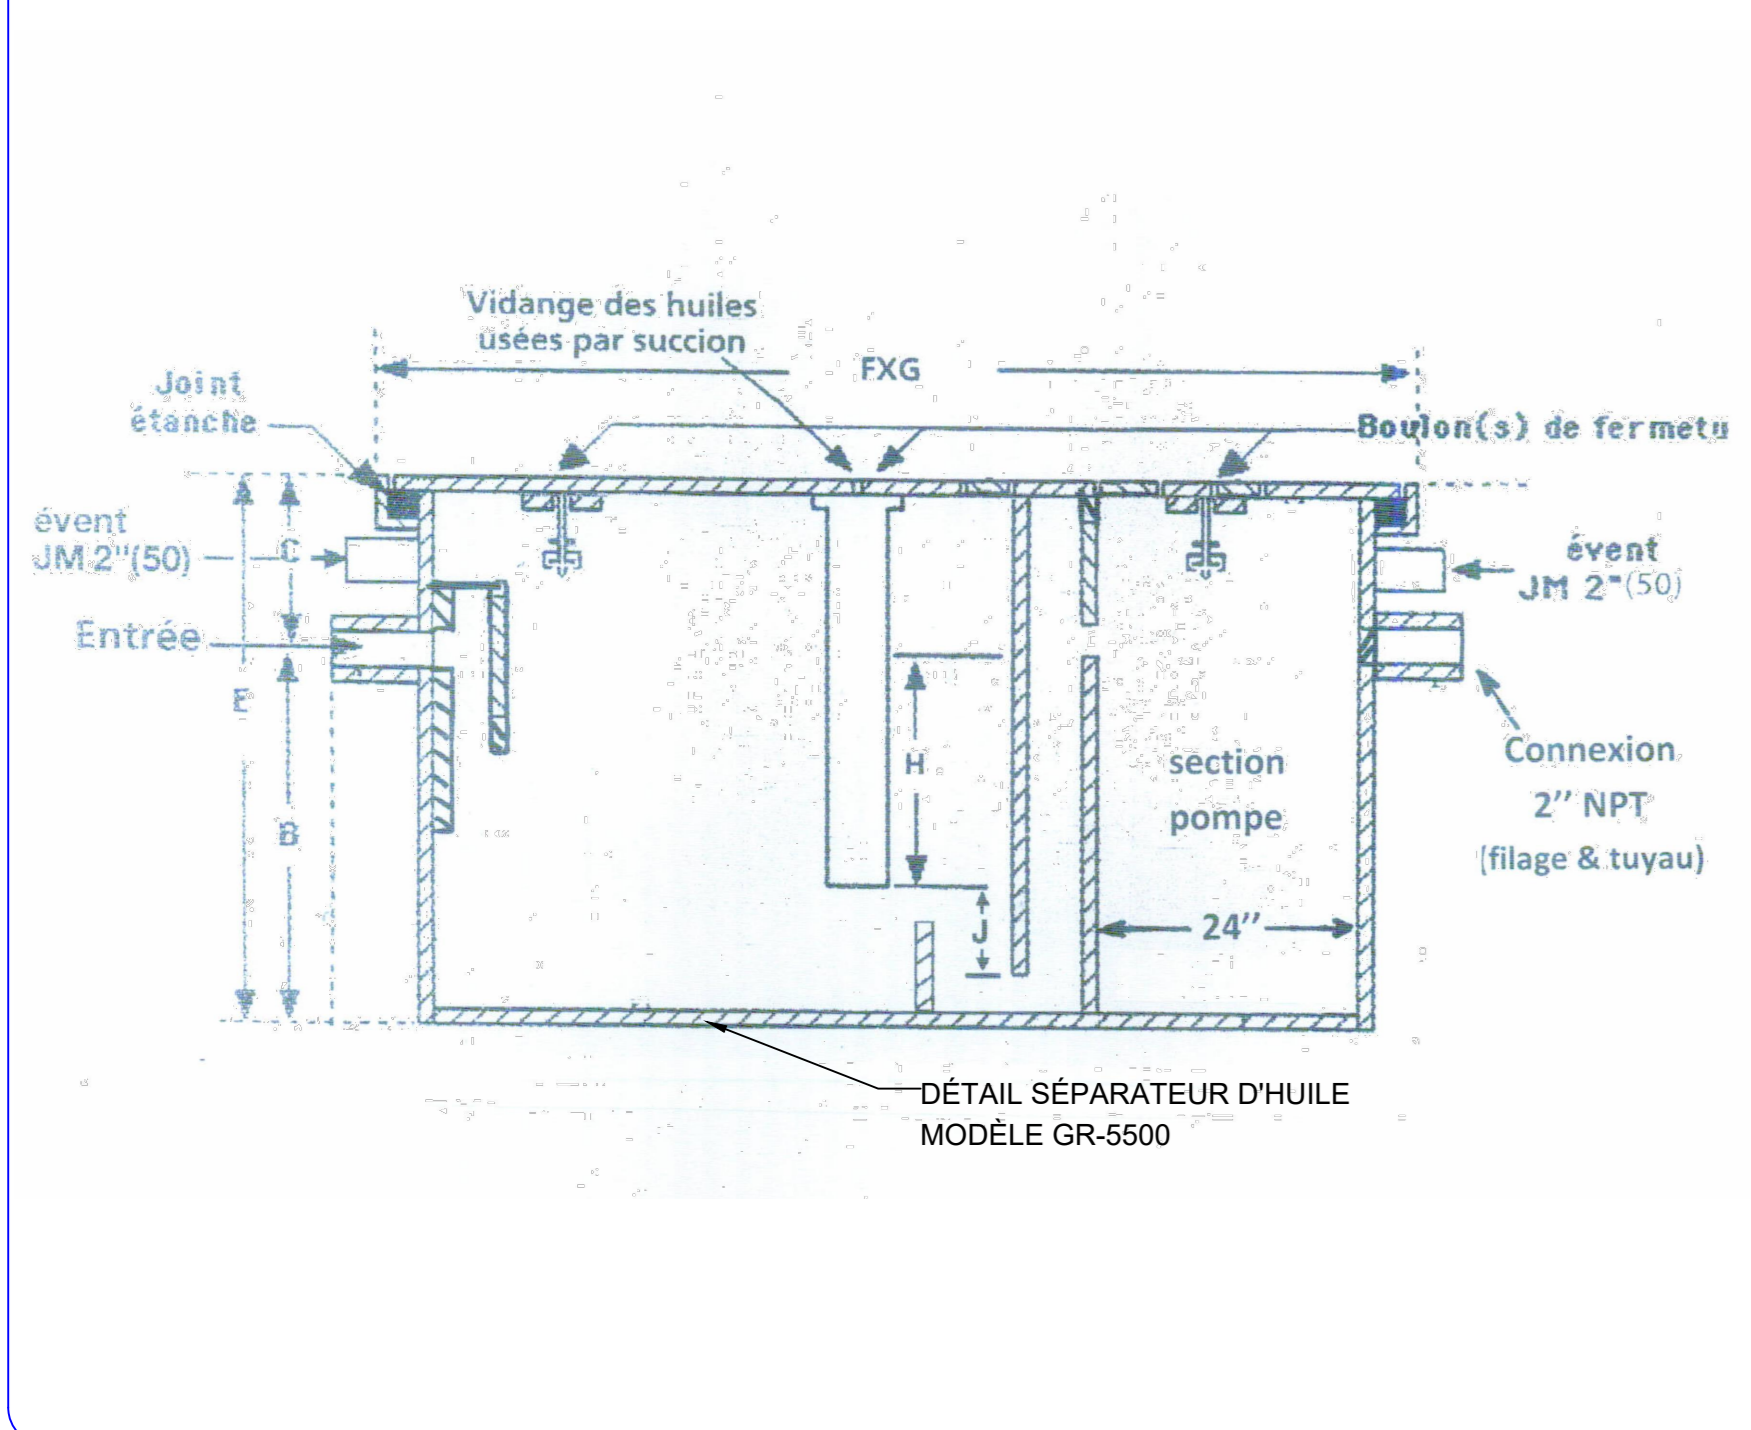 Vidange des huiles
usées par succion
FXG
Joint
étanche
Boulon(s) de fermetu
évent
JM 2"(50)
C
évent
JM 2"(50)
Entrée
B
H
section
pompe
Connexion
2’’ NPT
(filage & tuyau)
J
24’’
DÉTAIL SÉPARATEUR D'HUILE
MODÈLE GR-5500